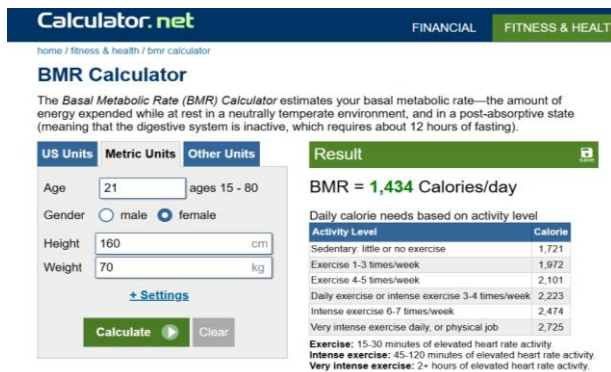 Calculator.net
FINANCIAL
FITNESS & HEALT
home / fitness & health / bmr calculator
BMR Calculator
The Basal Metabolic Rate (BMR) Calculator estimates your basal metabolic rate—the amount of
energy expended while at rest in a neutrally temperate environment, and in a post-absorptive state
(meaning that the digestive system is inactive, which requires about 12 hours of fasting).
US Units Metric Units Other Units
Age 21 ages 15 - 80
Gender male female
Height 160 cm
Weight 70 kg
+ Settings
Calculate Clear
Result save
BMR = 1,434 Calories/day
Daily calorie needs based on activity level
Activity Level Calorie
Sedentary: little or no exercise 1,721
Exercise 1-3 times/week 1,972
Exercise 4-5 times/week 2,101
Daily exercise or intense exercise 3-4 times/week 2,223
Intense exercise 6-7 times/week 2,474
Very intense exercise daily, or physical job 2,725
Exercise: 15-30 minutes of elevated heart rate activity.
Intense exercise: 45-120 minutes of elevated heart rate activity.
Very intense exercise: 2+ hours of elevated heart rate activity.